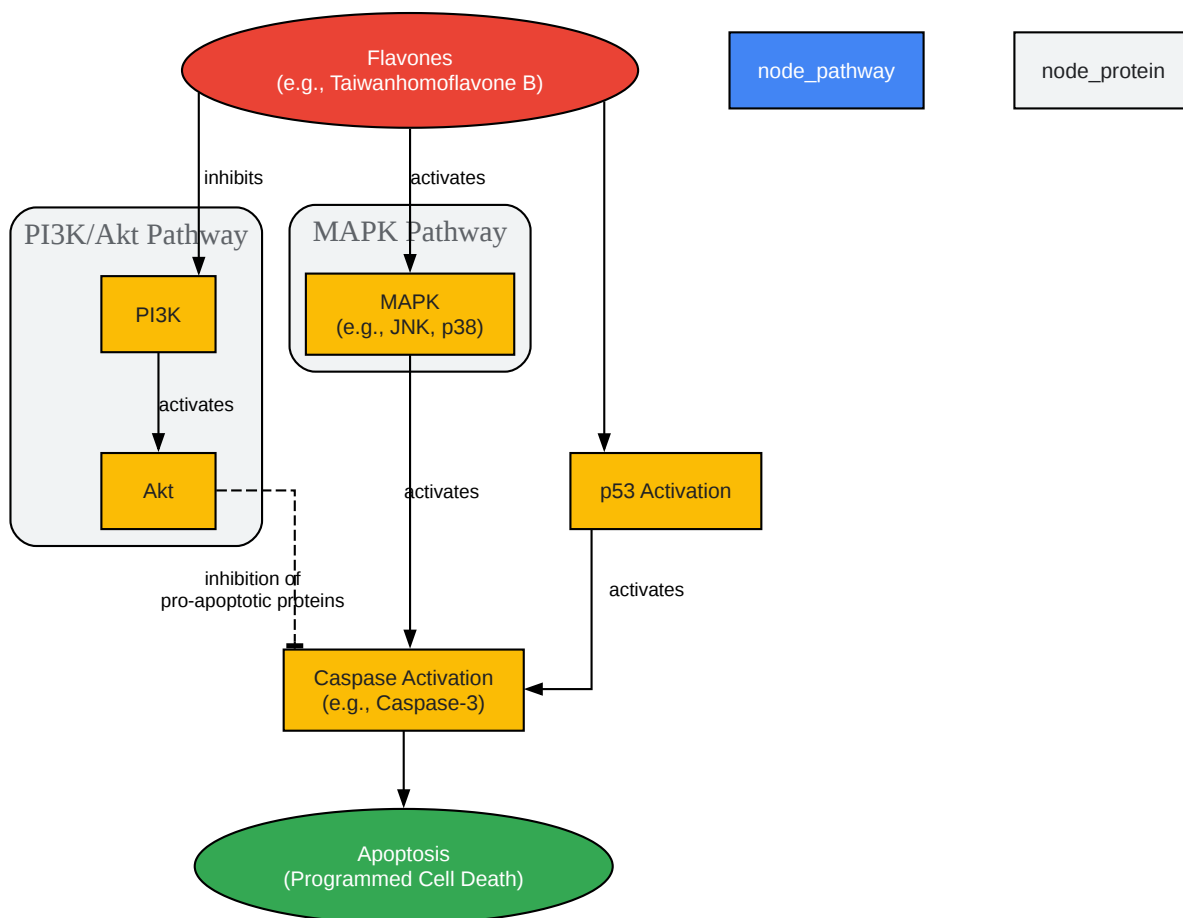 Flavones
(e.g., Taiwanhomoflavone B)
node_pathway
node_protein
inhibits
activates
PI3K/Akt Pathway
MAPK Pathway
PI3K
MAPK
(e.g., JNK, p38)
activates
Akt
activates
p53 Activation
inhibition of
pro-apoptotic proteins
activates
Caspase Activation
(e.g., Caspase-3)
Apoptosis
(Programmed Cell Death)